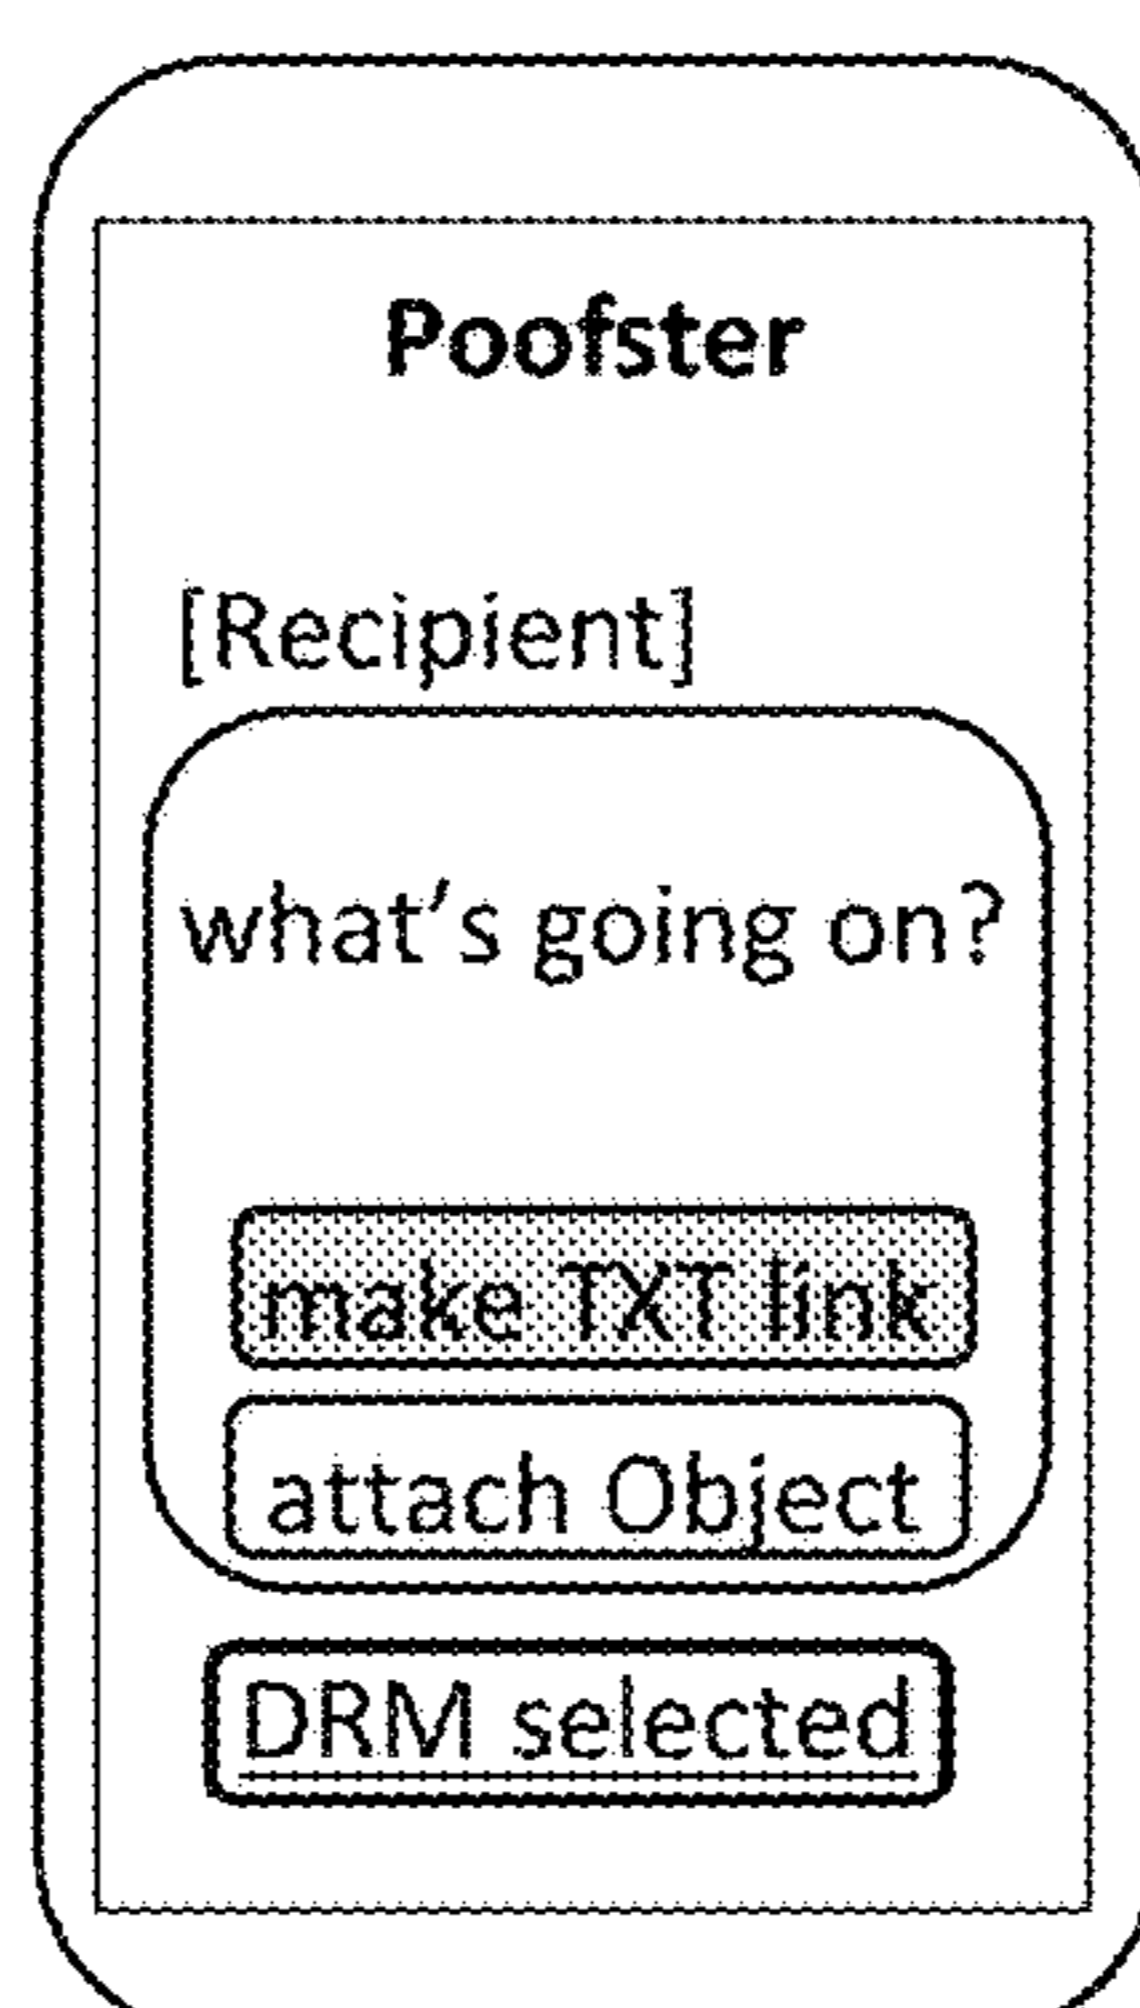 Poofster
[Recipient]
what's going on?
make TXT link
attach Object
DRM selected